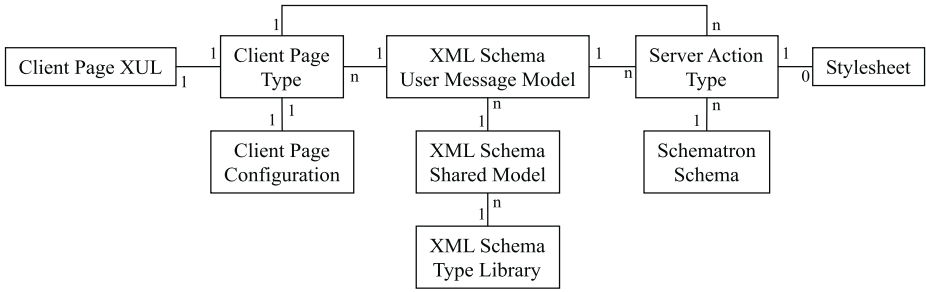 1
n
Client Page XUL
1
1
Client Page
Type
n
1
XML Schema
User Message Model
1
n
Server Action
Type
1
0
Stylesheet
1
1
n
1
n
1
Client Page
Configuration
XML Schema
Shared Model
Schematron
Schema
n
1
XML Schema
Type Library